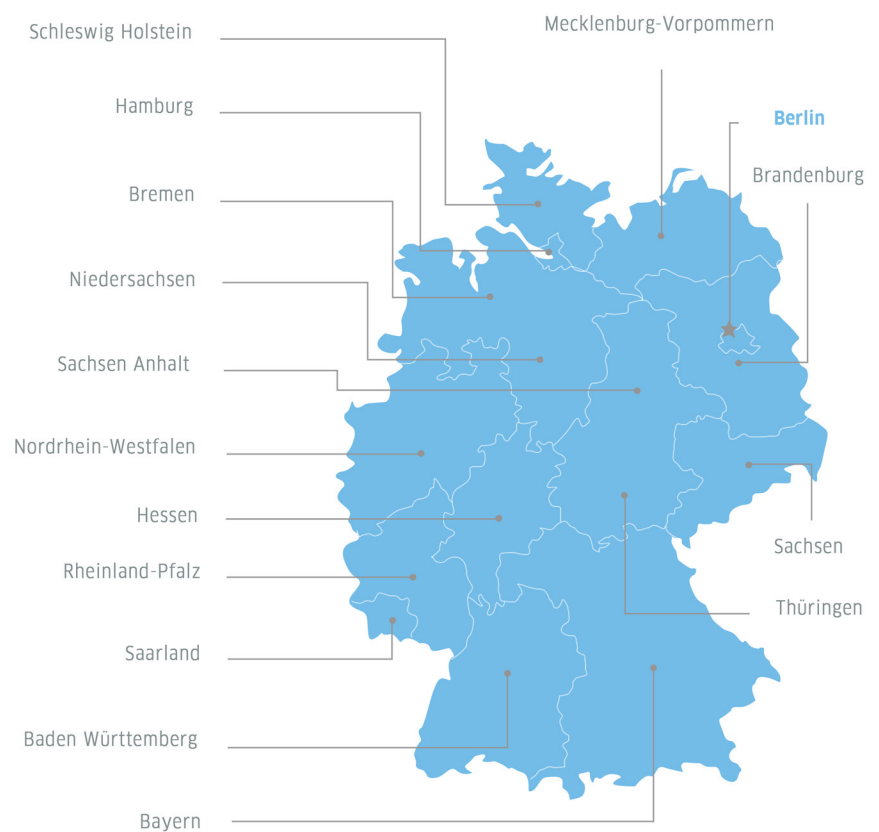 Schleswig Holstein
Mecklenburg-Vorpommern
Hamburg
Berlin
Brandenburg
Bremen
Niedersachsen
Sachsen Anhalt
Nordrhein-Westfalen
Hessen
Sachsen
Rheinland-Pfalz
Thüringen
Saarland
Baden Württemberg
Bayern